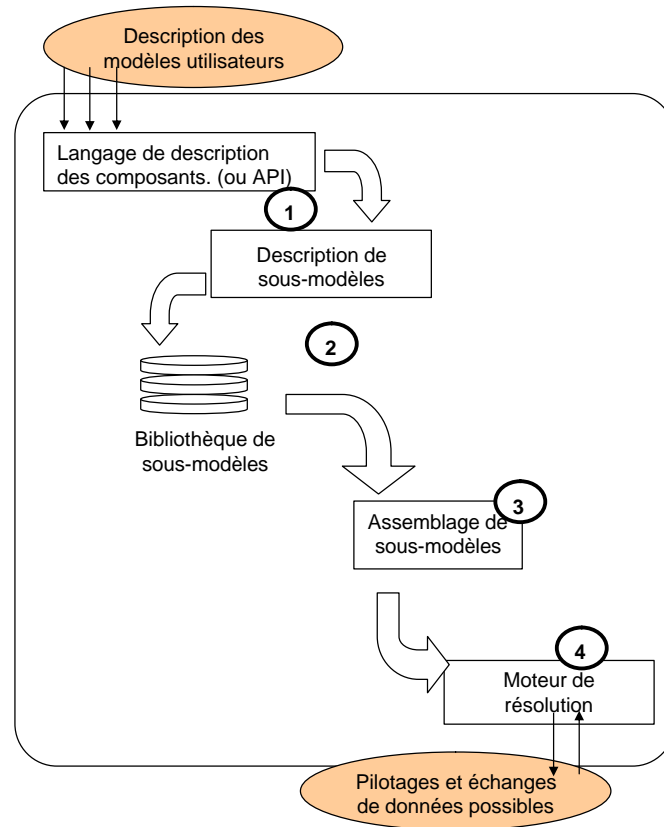 Description des
modèles utilisateurs
Langage de description
des composants. (ou API)
1
Description de
sous-modèles
2
Bibliothèque de
sous-modèles
3
Assemblage de
sous-modèles
4
Moteur de
résolution
Pilotages et échanges
de données possibles